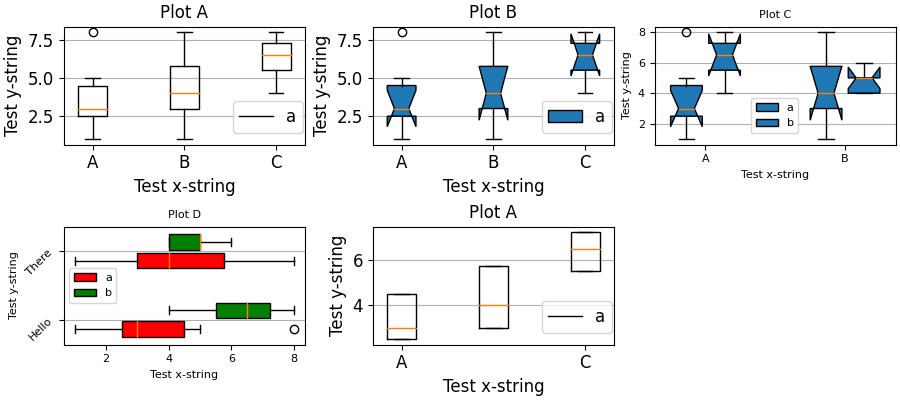 Plot A
Test y-string
7.5
5.0
2.5
a
A B C
Test x-string
Plot B
Test y-string
7.5
5.0
2.5
a
A B C
Test x-string
Plot C
Test y-string
8
6
4
2
a
b
A B
Test x-string
Plot D
Test y-string
There
Hello
a
b
2 4 6 8
Test x-string
Plot A
Test y-string
6
4
a
A C
Test x-string